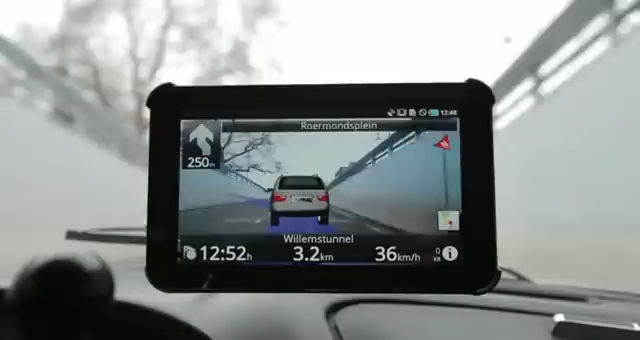 12:48
Roermondsplein
250m
Willemstunnel
12:52h 3.2km 36km/h